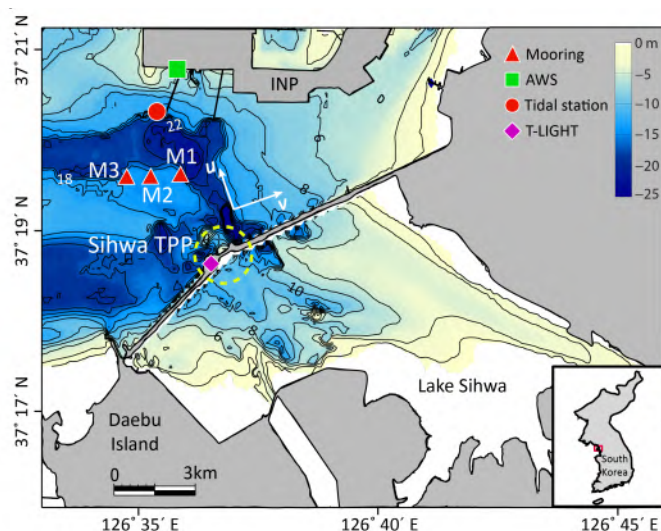 37° 21′ N
37° 19′ N
37° 17′ N
INP
Mooring
AWS
Tidal station
T-LIGHT
0 m
−5
−10
−15
−20
−25
22
18
M3
M2
M1
u
v
Sihwa TPP
10
Lake Sihwa
Daebu
Island
0
3km
South
Korea
126° 35′ E
126° 40′ E
126° 45′ E